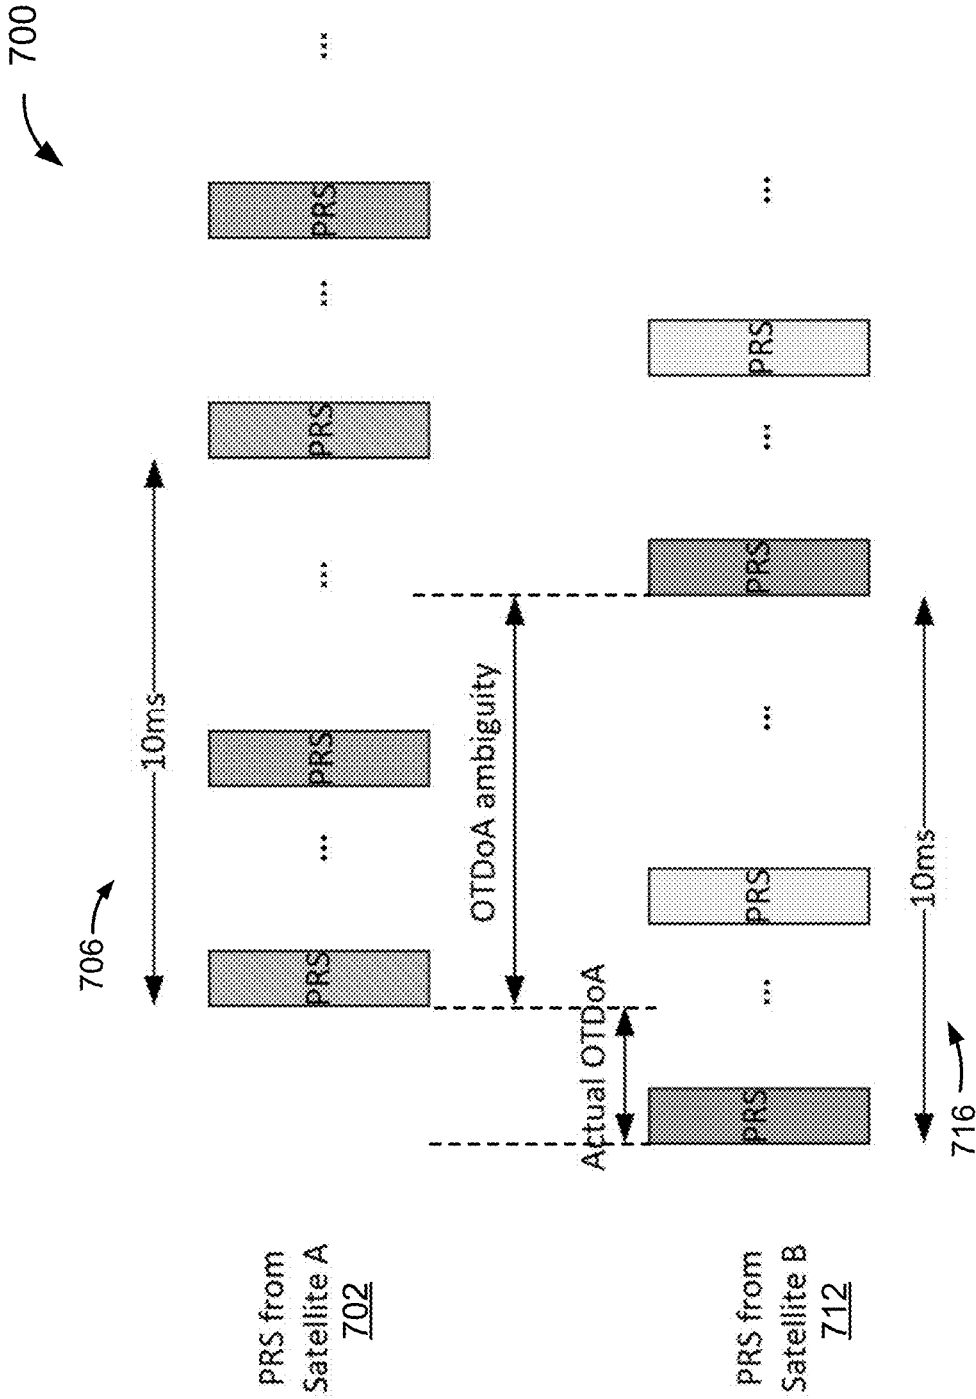 700
706
10ms
PRS from
Satellite A
702
PRS ... PRS ... PRS ... PRS ...
OTDoA ambiguity
Actual OTDoA
PRS from
Satellite B
712
PRS ... PRS ... PRS ... PRS ...
10ms
716